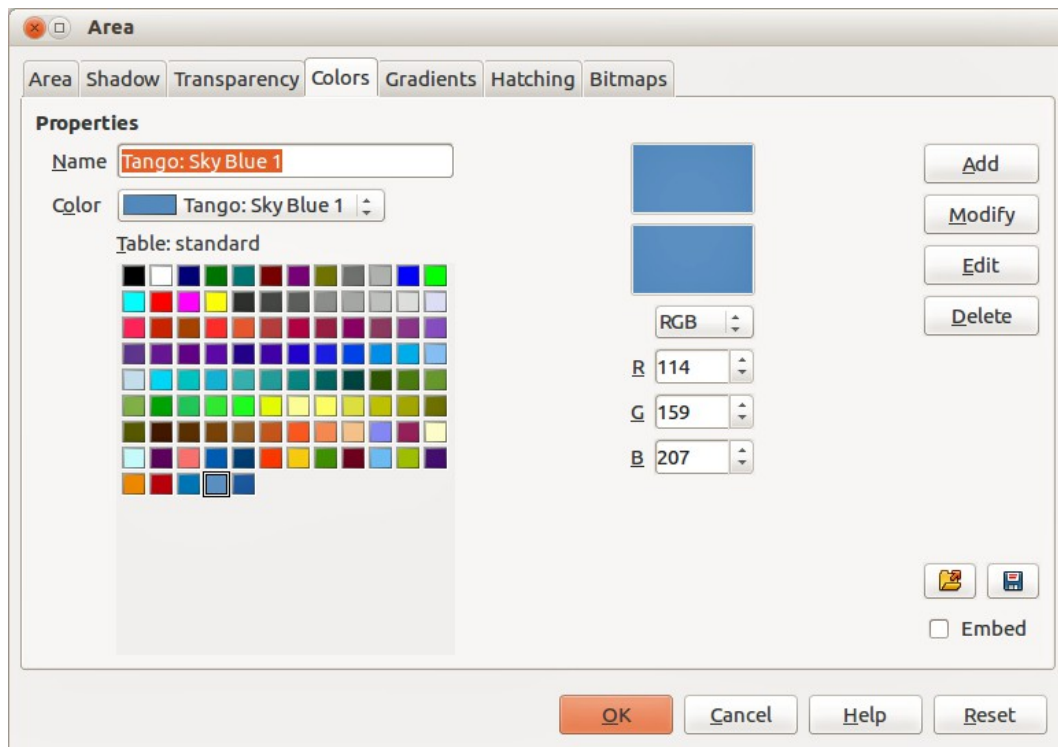 Area
Area Shadow Transparency Colors Gradients Hatching Bitmaps
Properties
Name Tango: Sky Blue 1
Color Tango: Sky Blue 1
Table: standard
RGB
R 114
G 159
B 207
Add
Modify
Edit
Delete
Embed
OK Cancel Help Reset